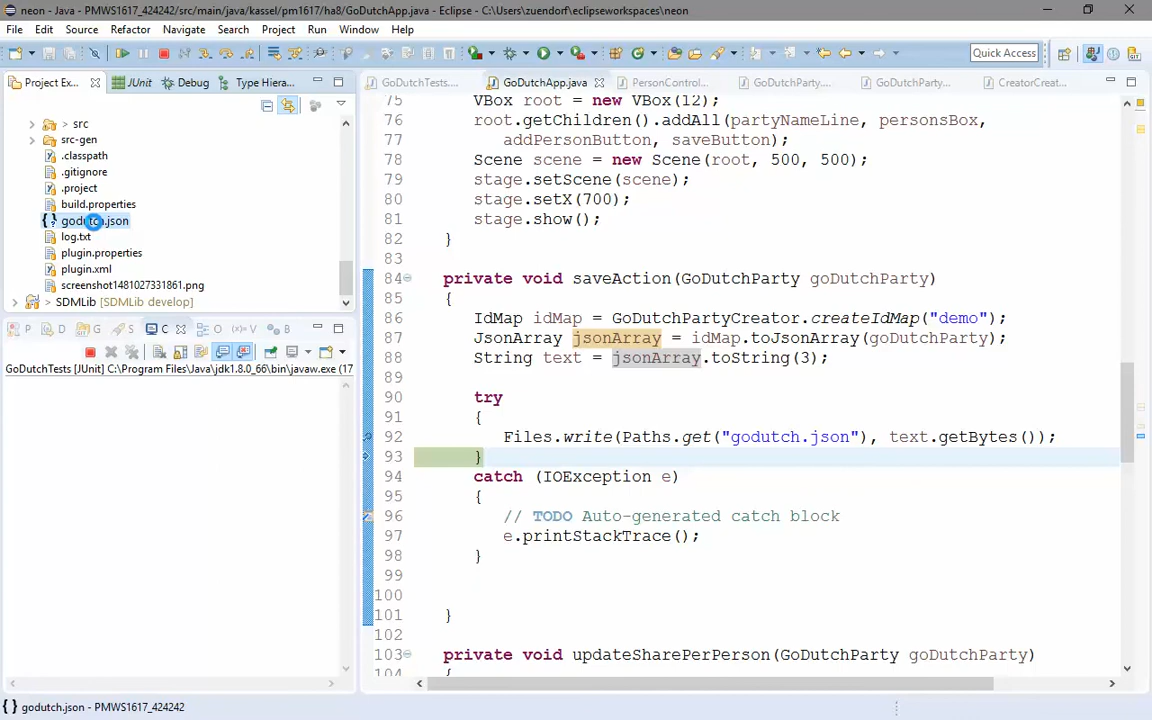 neon - Java - PMWS1617_424242/src/main/java/kassel/pm1617/ha8/GoDutchApp.java - Eclipse - C:\Users\zuendorf\eclipseworkspaces\neon
File Edit Source Refactoring Navigate Search Project Run Window Help
Quick Access
Project Ex... JUnit Debug Type Hiera...
GoDutchTests.... GoDutchApp.java PersonControl... GoDutchParty.... GoDutchParty... CreatorCreat...
> src
src-gen
.classpath
.gitignore
.project
build.properties
godutch.json
log.txt
plugin.properties
plugin.xml
screenshot1481027331861.png
> SDMLib [SDMLib develop]
P D G S C O (x)= V B
GoDutchTests [JUnit] C:\Program Files\Java\jdk1.8.0_66\bin\javaw.exe (17
75 VBox root = new VBox(12);
76 root.getChildren().addAll(partyNameLine, personsBox,
77 addPersonButton, saveButton);
78 Scene scene = new Scene(root, 500, 500);
79 stage.setScene(scene);
80 stage.setX(700);
81 stage.show();
82 }
83
84 private void saveAction(GoDutchParty goDutchParty)
85 {
86 IdMap idMap = GoDutchPartyCreator.createIdMap("demo");
87 JsonArray jsonArray = idMap.toJsonArray(goDutchParty);
88 String text = jsonArray.toString(3);
89
90 try
91 {
92 Files.write(Paths.get("godutch.json"), text.getBytes());
93 }
94 catch (IOException e)
95 {
96 // TODO Auto-generated catch block
97 e.printStackTrace();
98 }
99
100
101 }
102
103 private void updateSharePerPerson(GoDutchParty goDutchParty)
104 {
godutch.json - PMWS1617_424242